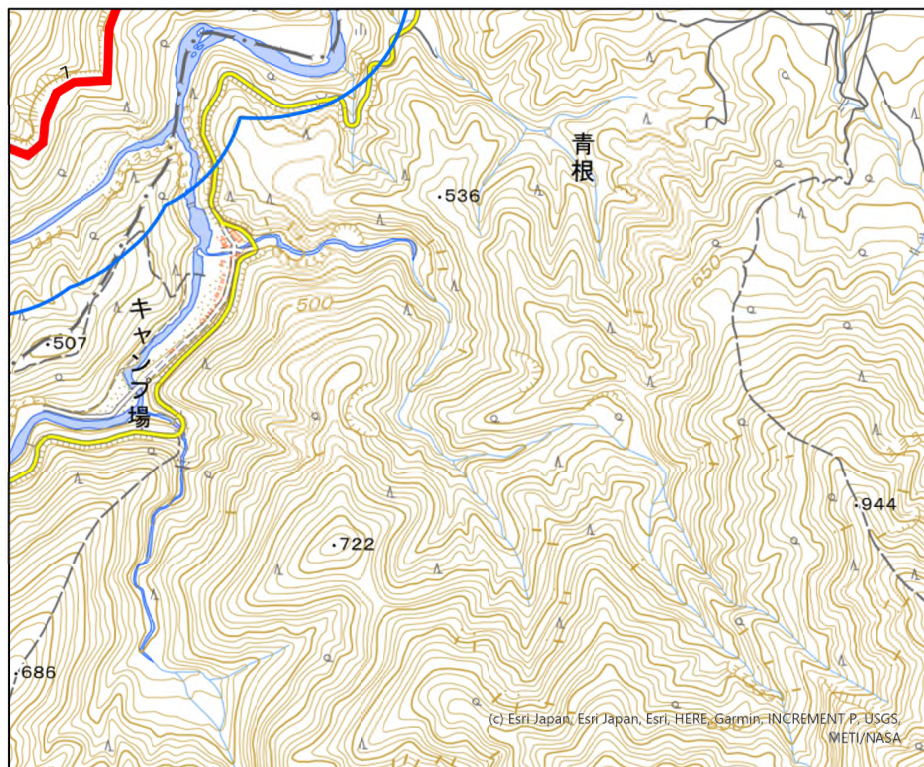 7
青根
536
650
500
キャンプ場
507
944
722
686
(c) Esri Japan, Esri Japan, Esri, HERE, Garmin, INCREMENT P, USGS,
METI/NASA